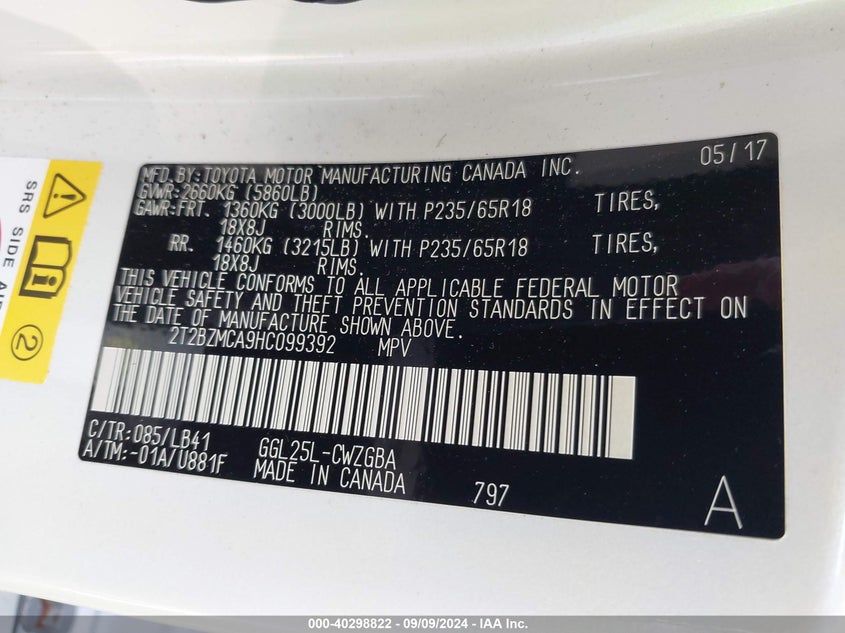 MFD. BY: TOYOTA MOTOR MANUFACTURING CANADA INC. 05/17
GVWR: 2660KG (5860LB)
GAWR: FRT. 1360KG (3000LB) WITH P235/65R18 TIRES,
18X8J RIMS.
RR. 1460KG (3215LB) WITH P235/65R18 TIRES,
18X8J RIMS.
THIS VEHICLE CONFORMS TO ALL APPLICABLE FEDERAL MOTOR
VEHICLE SAFETY AND THEFT PREVENTION STANDARDS IN EFFECT ON
THE DATE OF MANUFACTURE SHOWN ABOVE.
2T2BZMCA9HC099392 MPV
C/TR: 085/LB41 GGL25L-CWZGBA
A/TM: -01A/U881F MADE IN CANADA 797
A
SRS SIDE
2
000-40298822 - 09/09/2024 - IAA Inc.